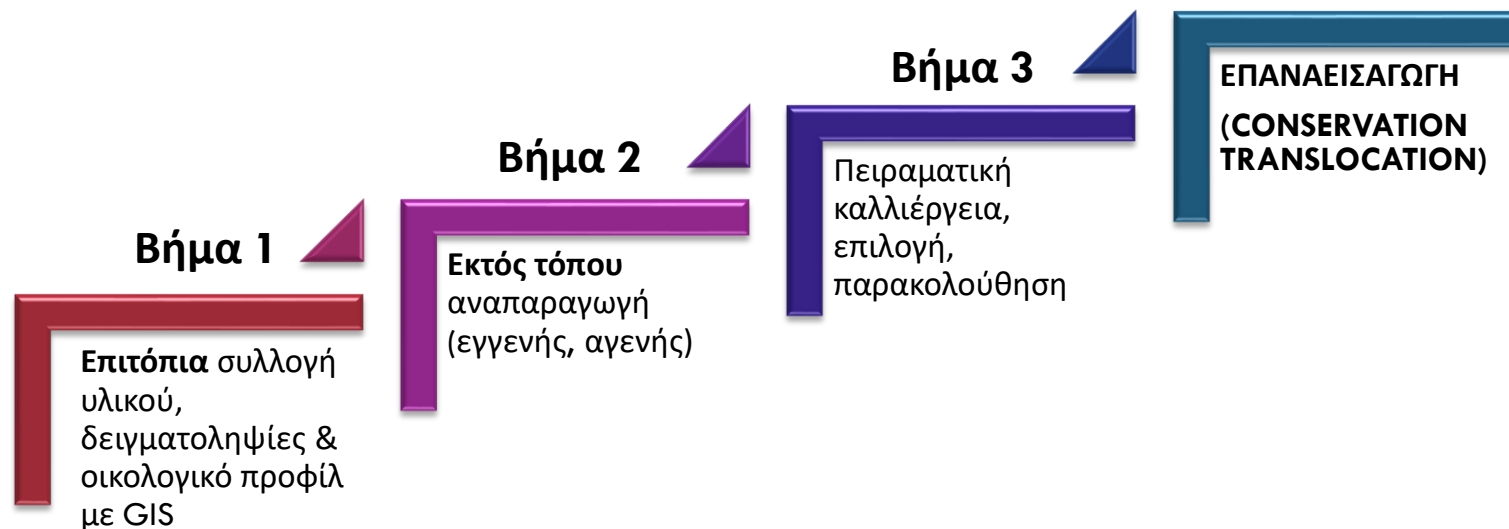 Βήμα 1
Επιτόπια συλλογή
υλικού,
δειγματοληψίες &
οικολογικό προφίλ
με GIS
Βήμα 2
Εκτός τόπου
αναπαραγωγή
(εγγενής, αγενής)
Βήμα 3
Πειραματική
καλλιέργεια,
επιλογή,
παρακολούθηση
ΕΠΑΝΑΕΙΣΑΓΩΓΗ
(CONSERVATION
TRANSLOCATION)